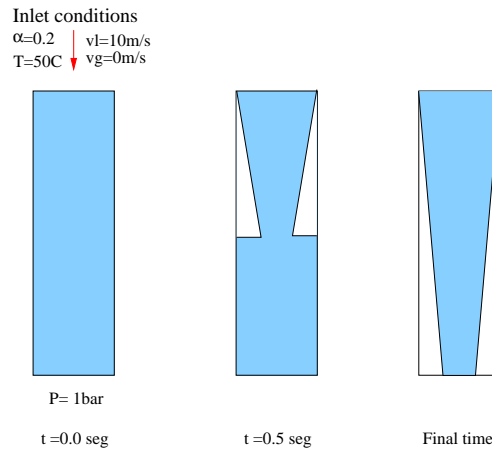 Inlet conditions
α=0.2 vl=10m/s
T=50C vg=0m/s
P= 1bar
t =0.0 seg t =0.5 seg Final time